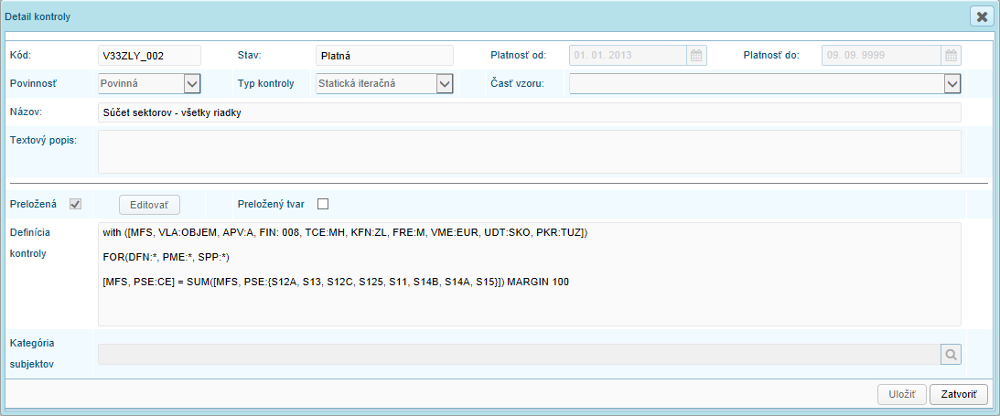 Detail kontroly
Kód: V33ZLY_002 Stav: Platná Platnosť od: 01. 01. 2013 Platnosť do: 09. 09. 9999
Povinnosť Povinná Typ kontroly Statická iteračná Časť vzoru:
Názov: Súčet sektorov - všetky riadky
Textový popis:
Preložená Editovať Preložený tvar
Definícia kontroly
with ([MFS, VLA:OBJEM, APV:A, FIN: 008, TCE:MH, KFN:ZL, FRE:M, VME:EUR, UDT:SKO, PKR:TUZ])
FOR(DFN:*, PME:*, SPP:*)
[MFS, PSE:CE] = SUM([MFS, PSE:{S12A, S13, S12C, S125, S11, S14B, S14A, S15}]) MARGIN 100
Kategória
subjektov
Uložiť Zatvoriť